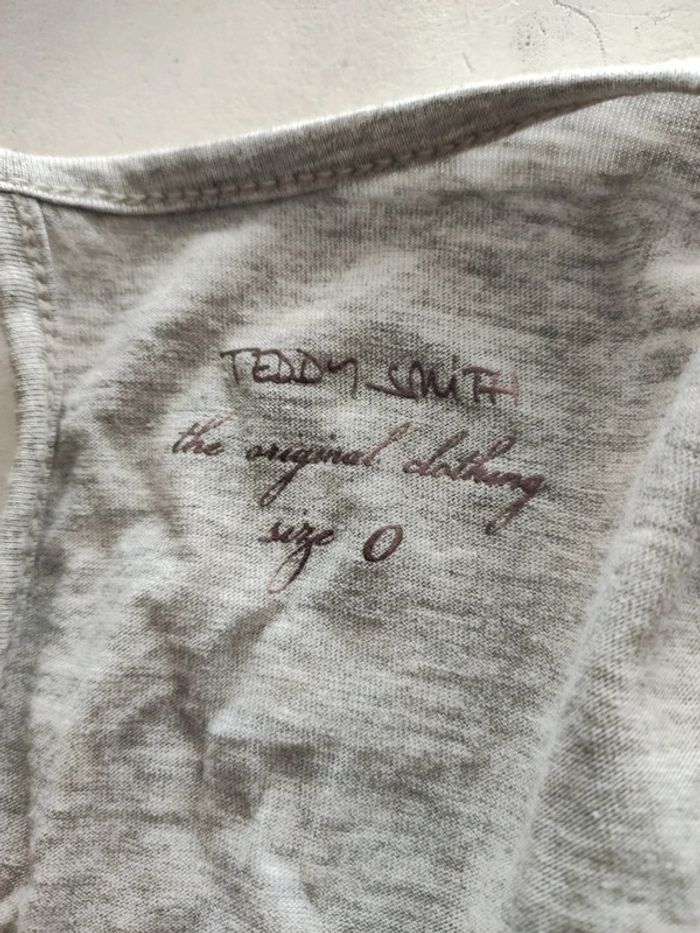 TEDDY SMITH
the original clothing
size 0